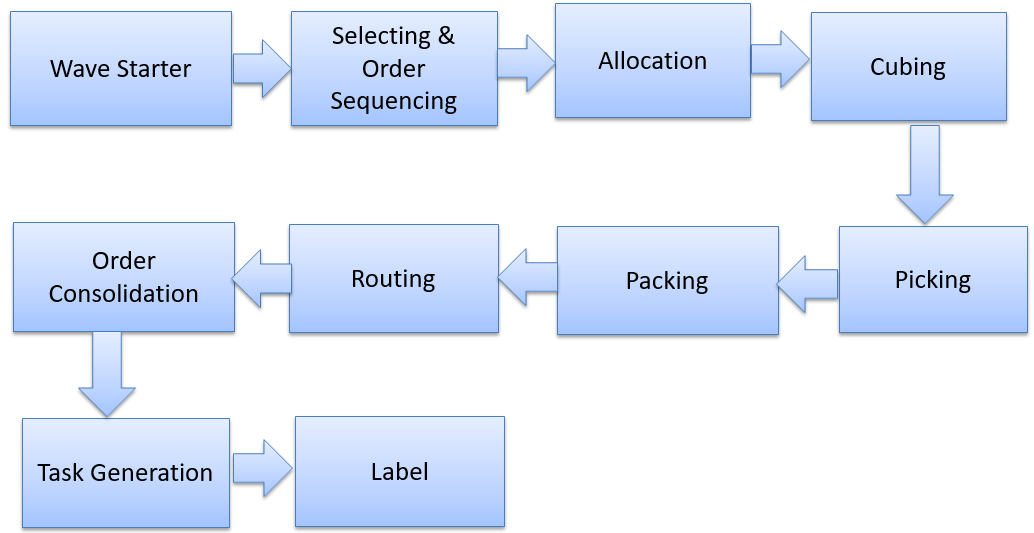 Wave Starter
Selecting &
Order
Sequencing
Allocation
Cubing
Picking
Packing
Routing
Order
Consolidation
Task Generation
Label